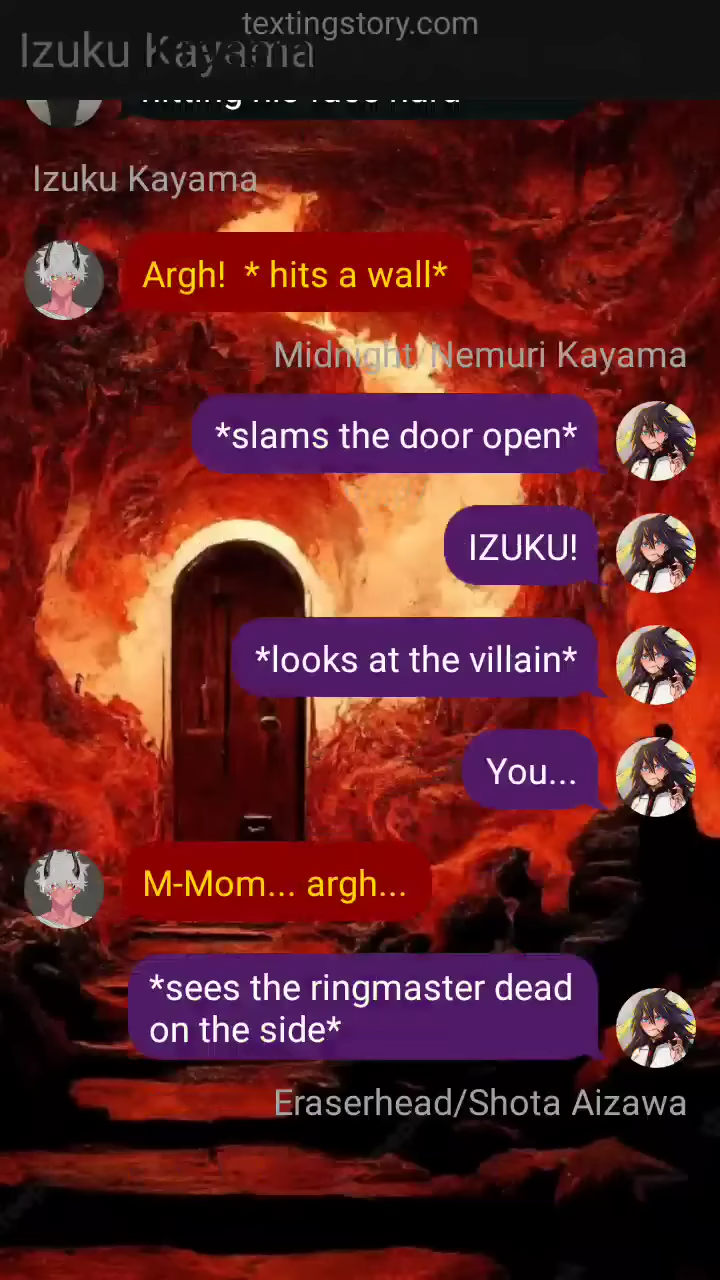 textingstory.com
Izuku Kayama
hitting his face hard
Izuku Kayama
Argh!  * hits a wall*
Midnight/Nemuri Kayama
*slams the door open*
IZUKU!
*looks at the villain*
You...
M-Mom... argh...
*sees the ringmaster dead
on the side*
Eraserhead/Shota Aizawa